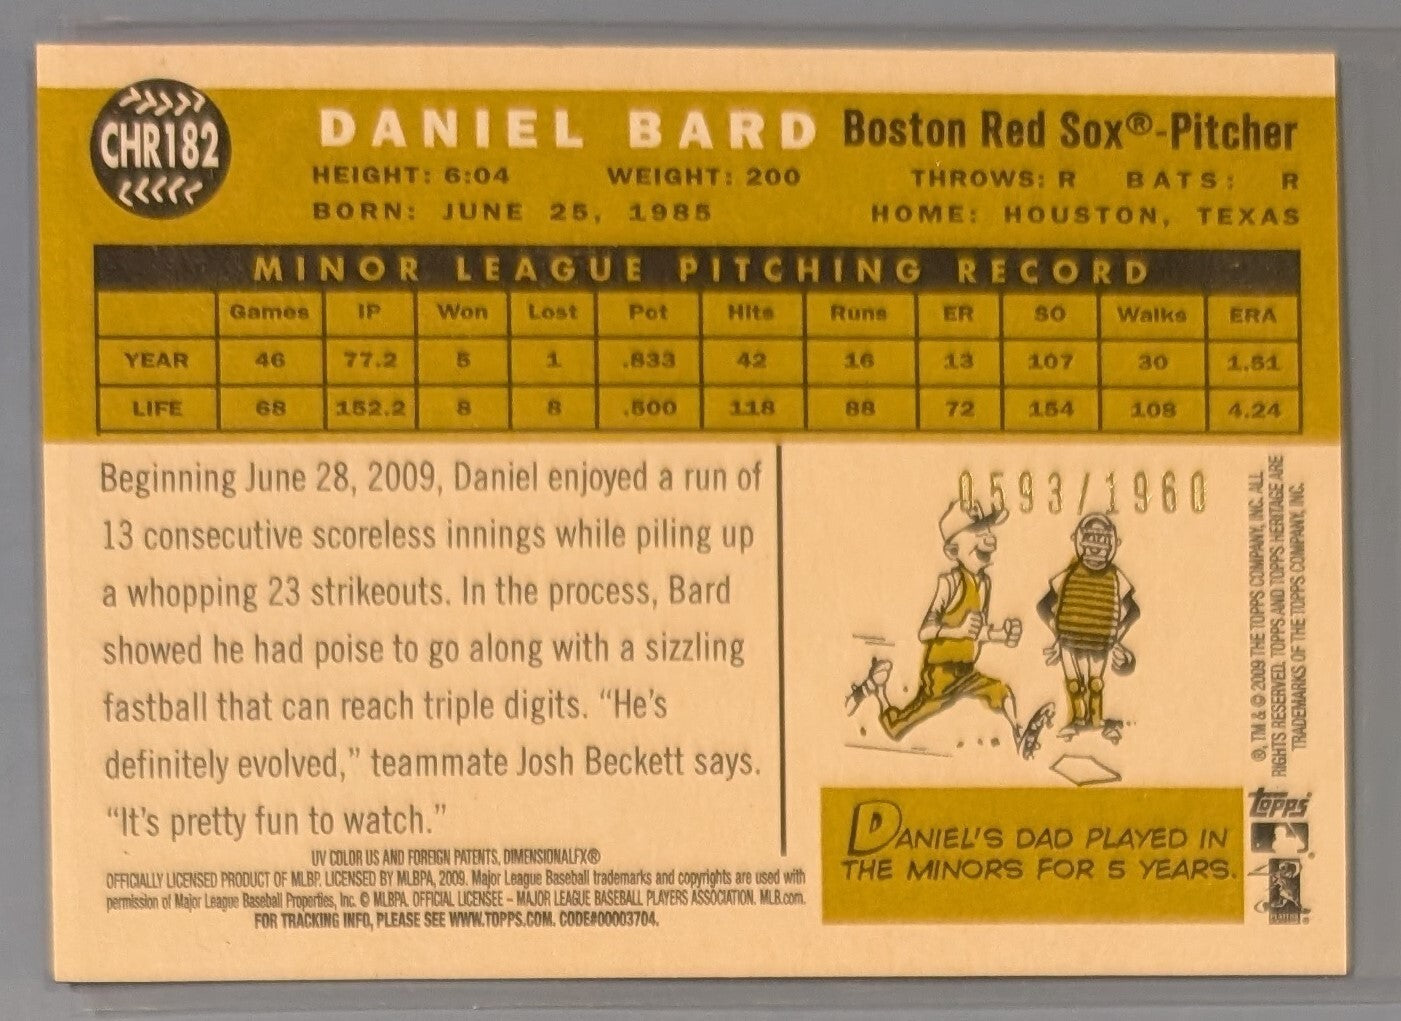 CHR182
DANIEL BARD
Boston Red Sox®-Pitcher
HEIGHT: 6:04 WEIGHT: 200 THROWS: R BATS: R
BORN: JUNE 25, 1985 HOME: HOUSTON, TEXAS
MINOR LEAGUE PITCHING RECORD
Games IP Won Lost Pct Hits Runs ER SO Walks ERA
YEAR 46 77.2 5 1 .833 42 16 13 107 30 1.51
LIFE 68 152.2 8 8 .500 118 88 72 154 108 4.24
Beginning June 28, 2009, Daniel enjoyed a run of
13 consecutive scoreless innings while piling up
a whopping 23 strikeouts. In the process, Bard
showed he had poise to go along with a sizzling
fastball that can reach triple digits. “He's
definitely evolved,” teammate Josh Beckett says.
“It's pretty fun to watch.”
UV COLOR US AND FOREIGN PATENTS, DIMENSIONALFX®
OFFICIALLY LICENSED PRODUCT OF MLBP. LICENSED BY MLBPA, 2009. Major League Baseball trademarks and copyrights are used with
permission of Major League Baseball Properties, Inc. © MLBPA. OFFICIAL LICENSEE – MAJOR LEAGUE BASEBALL PLAYERS ASSOCIATION. MLB.com.
FOR TRACKING INFO, PLEASE SEE WWW.TOPPS.COM. CODE#00003704.
0593/1960
DANIEL'S DAD PLAYED IN
THE MINORS FOR 5 YEARS.
®, TM & © 2009 THE TOPPS COMPANY, INC. ALL
RIGHTS RESERVED. TOPPS AND TOPPS HERITAGE ARE
TRADEMARKS OF THE TOPPS COMPANY, INC.
Topps